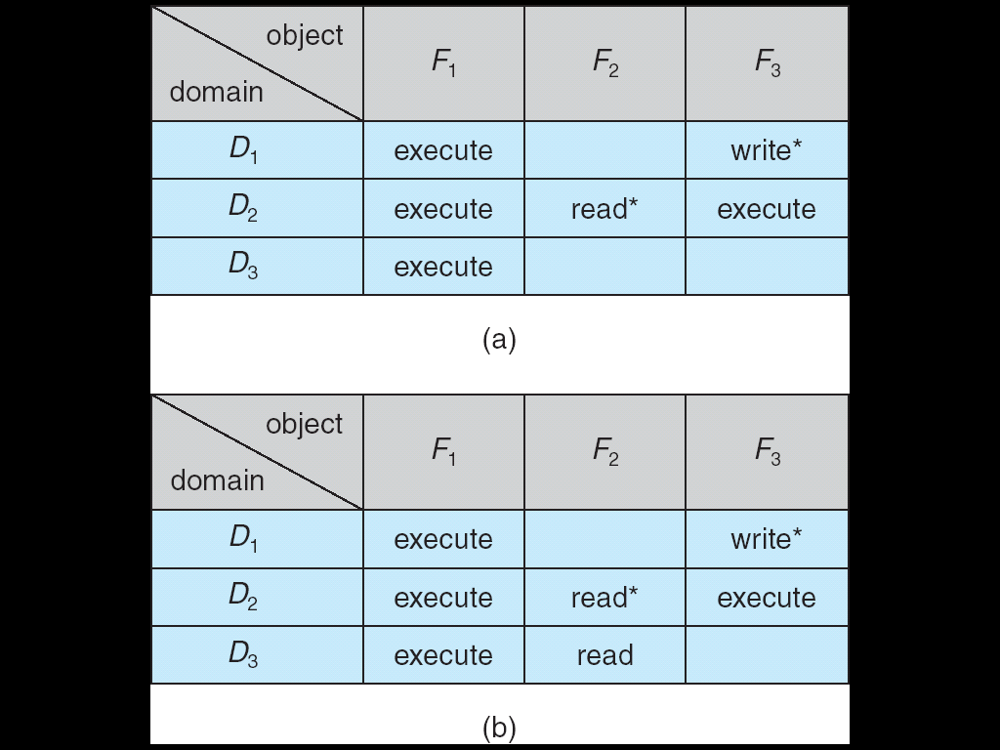 object
domain
F1 F2 F3
D1 execute write*
D2 execute read* execute
D3 execute
(a)
object
domain
F1 F2 F3
D1 execute write*
D2 execute read* execute
D3 execute read
(b)